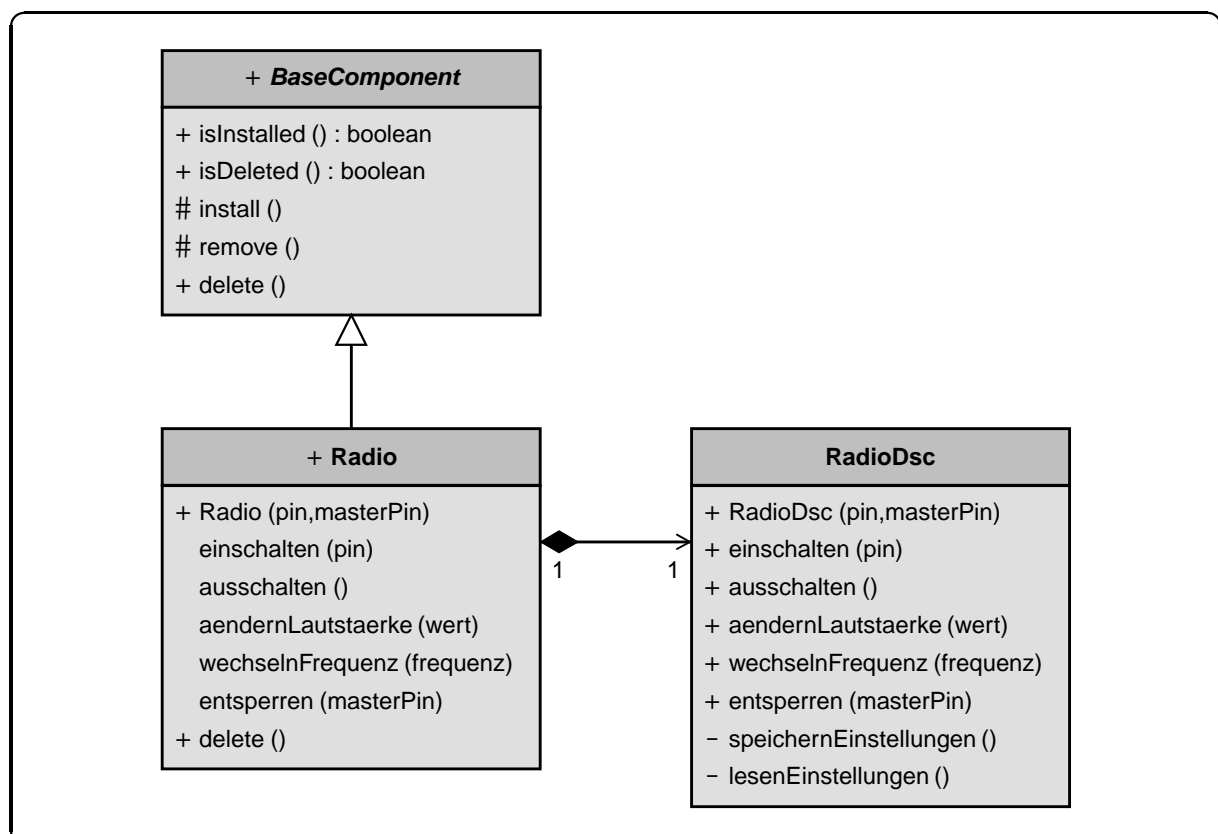 + BaseComponent
+ isInstalled () : boolean
+ isDeleted () : boolean
# install ()
# remove ()
+ delete ()
+ Radio
+ Radio (pin,masterPin)
einschalten (pin)
ausschalten ()
aendernLautstaerke (wert)
wechselnFrequenz (frequenz)
entsperren (masterPin)
+ delete ()
1
1
RadioDsc
+ RadioDsc (pin,masterPin)
+ einschalten (pin)
+ ausschalten ()
+ aendernLautstaerke (wert)
+ wechselnFrequenz (frequenz)
+ entsperren (masterPin)
- speichernEinstellungen ()
- lesenEinstellungen ()